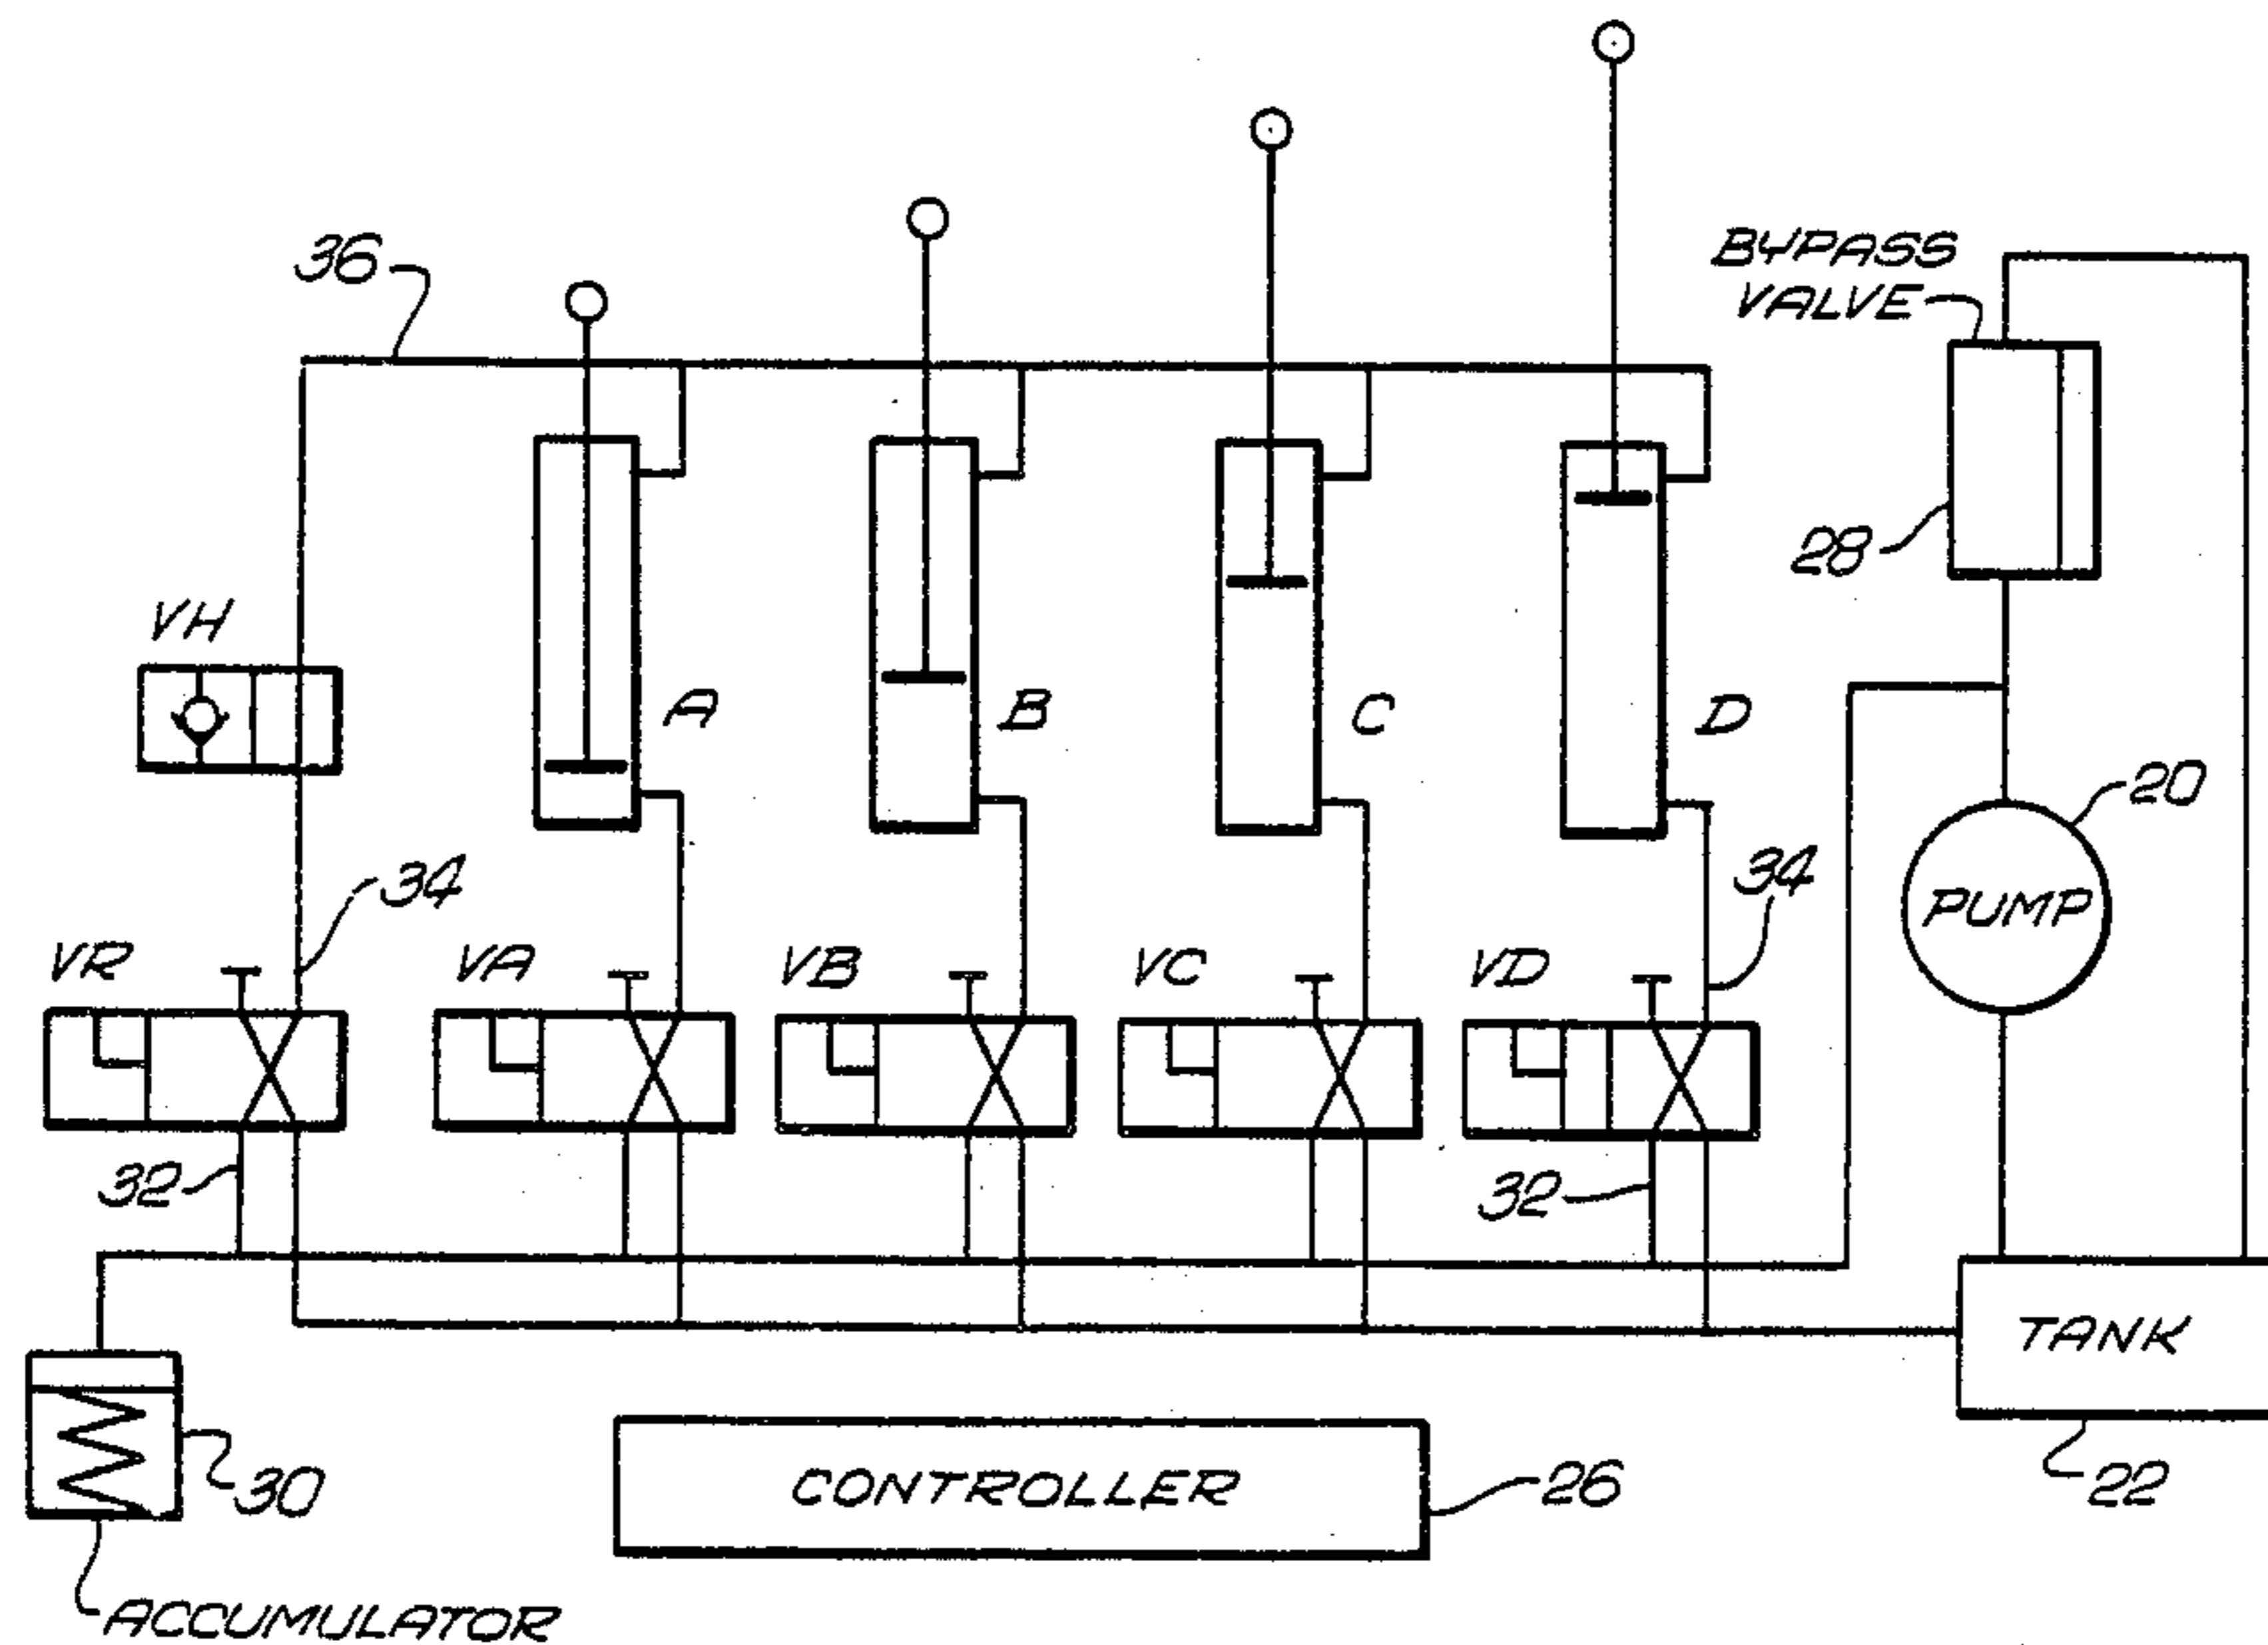 36
BYPASS
VALVE
28
VH
A
B
C
D
20
PUMP
34
34
VR
VA
VB
VC
VD
32
32
TANK
30
CONTROLLER
26
22
ACCUMULATOR